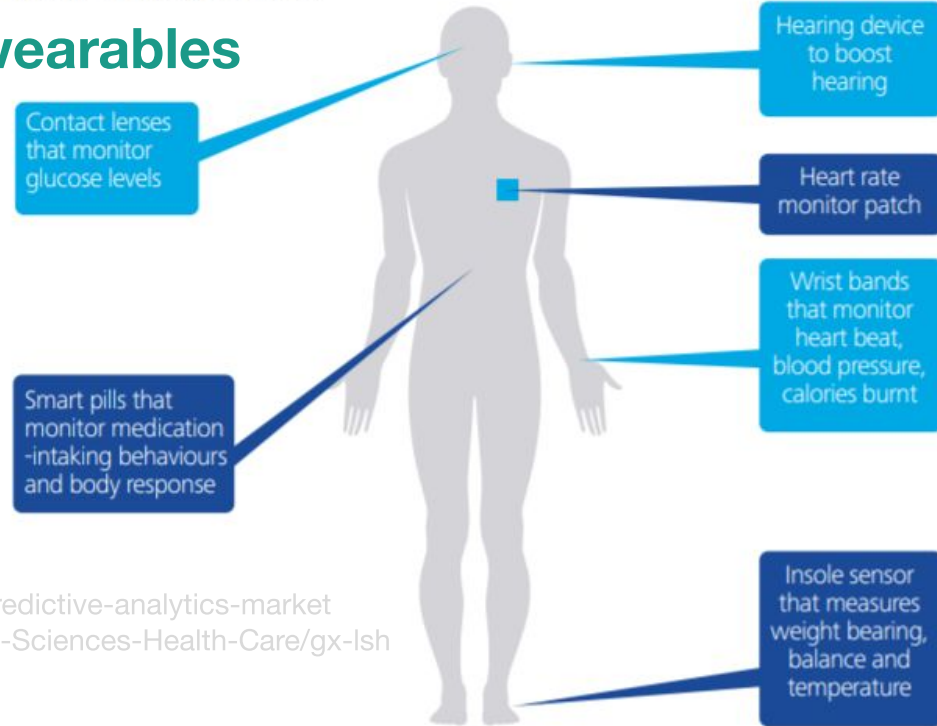 wearables
Hearing device
to boost
hearing
Contact lenses
that monitor
glucose levels
Heart rate
monitor patch
Wrist bands
that monitor
heart beat,
blood pressure,
calories burnt
Smart pills that
monitor medication
-intaking behaviours
and body response
Insole sensor
that measures
weight bearing,
balance and
temperature
redictive-analytics-market
-Sciences-Health-Care/gx-lsh